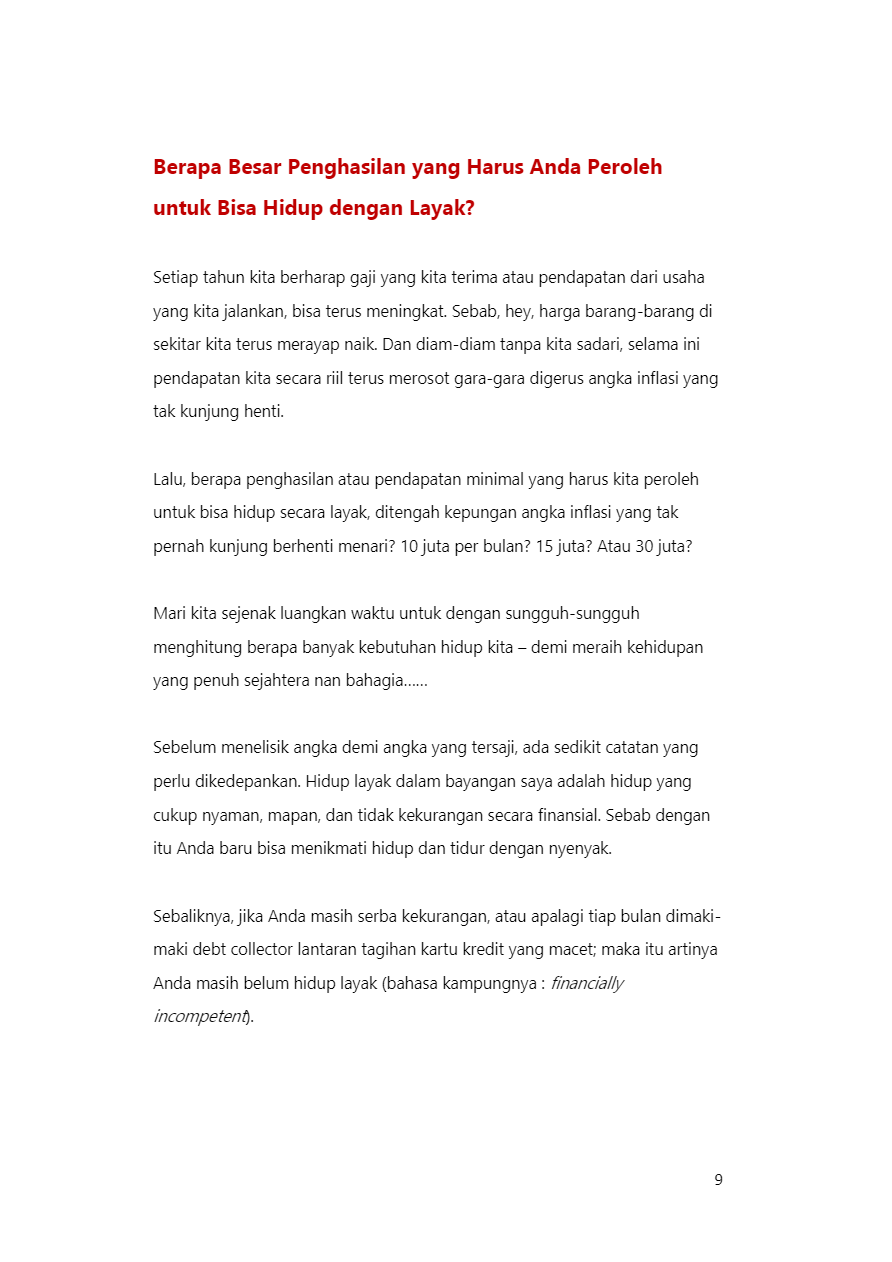 Berapa Besar Penghasilan yang Harus Anda Peroleh
untuk Bisa Hidup dengan Layak?
Setiap tahun kita berharap gaji yang kita terima atau pendapatan dari usaha
yang kita jalankan, bisa terus meningkat. Sebab, hey, harga barang-barang di
sekitar kita terus merayap naik. Dan diam-diam tanpa kita sadari, selama ini
pendapatan kita secara riil terus merosot gara-gara digerus angka inflasi yang
tak kunjung henti.
Lalu, berapa penghasilan atau pendapatan minimal yang harus kita peroleh
untuk bisa hidup secara layak, ditengah kepungan angka inflasi yang tak
pernah kunjung berhenti menari? 10 juta per bulan? 15 juta? Atau 30 juta?
Mari kita sejenak luangkan waktu untuk dengan sungguh-sungguh
menghitung berapa banyak kebutuhan hidup kita – demi meraih kehidupan
yang penuh sejahtera nan bahagia......
Sebelum menelisik angka demi angka yang tersaji, ada sedikit catatan yang
perlu dikedepankan. Hidup layak dalam bayangan saya adalah hidup yang
cukup nyaman, mapan, dan tidak kekurangan secara finansial. Sebab dengan
itu Anda baru bisa menikmati hidup dan tidur dengan nyenyak.
Sebaliknya, jika Anda masih serba kekurangan, atau apalagi tiap bulan dimaki-
maki debt collector lantaran tagihan kartu kredit yang macet; maka itu artinya
Anda masih belum hidup layak (bahasa kampungnya : financially
incompetent).
9